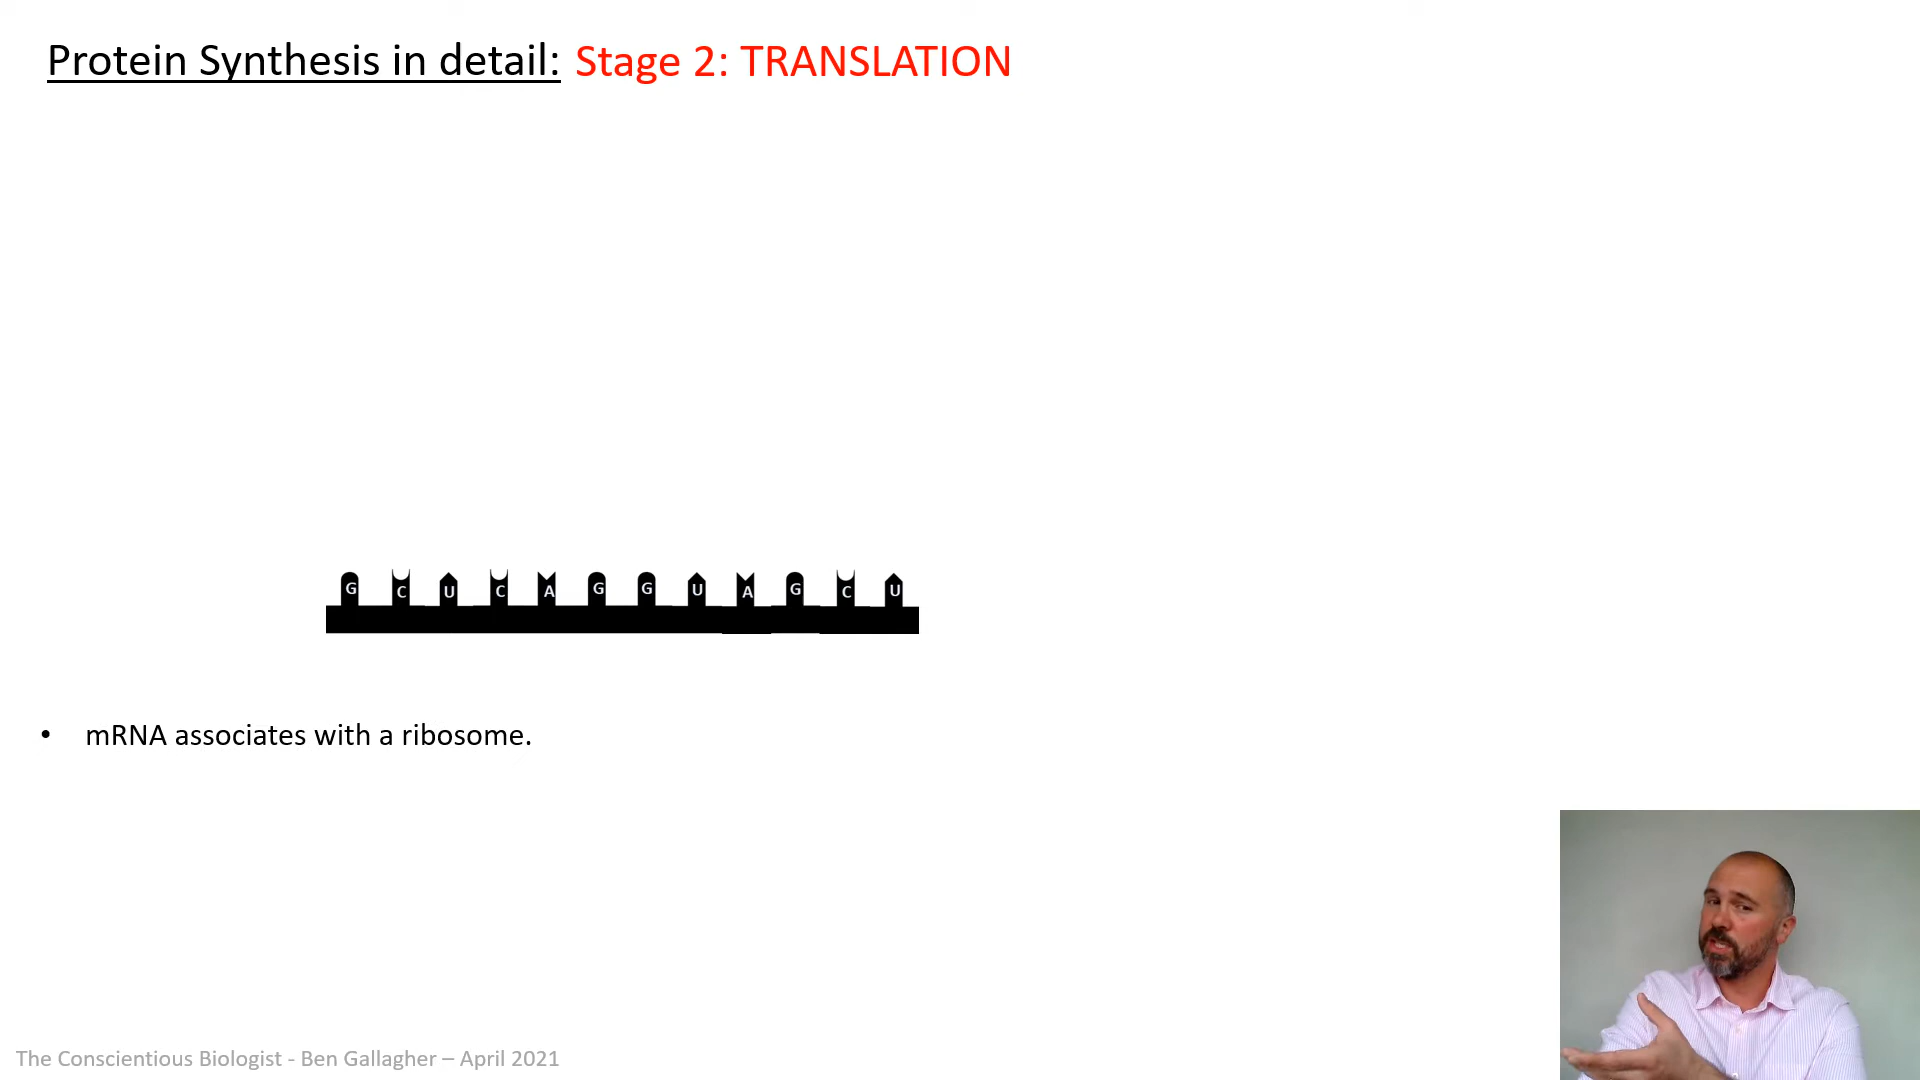 Protein Synthesis in detail: Stage 2: TRANSLATION
G C U C A G G U A G C U
• mRNA associates with a ribosome.
The Conscientious Biologist - Ben Gallagher – April 2021